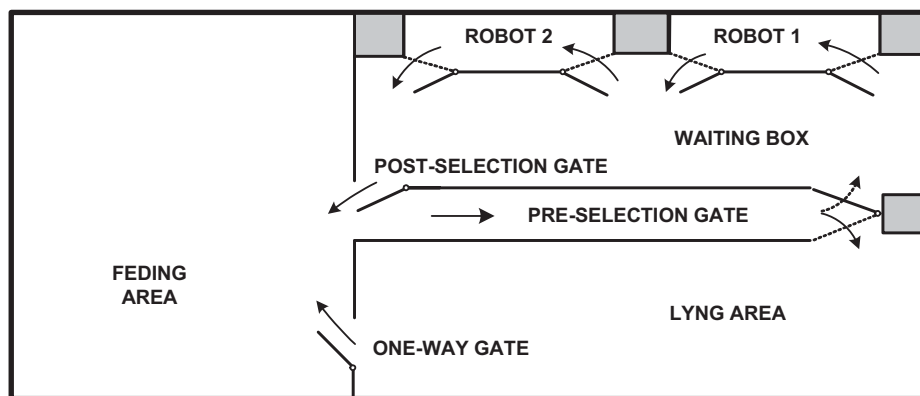 ROBOT 2
ROBOT 1
WAITING BOX
POST-SELECTION GATE
PRE-SELECTION GATE
FEDING
AREA
LYNG AREA
ONE-WAY GATE